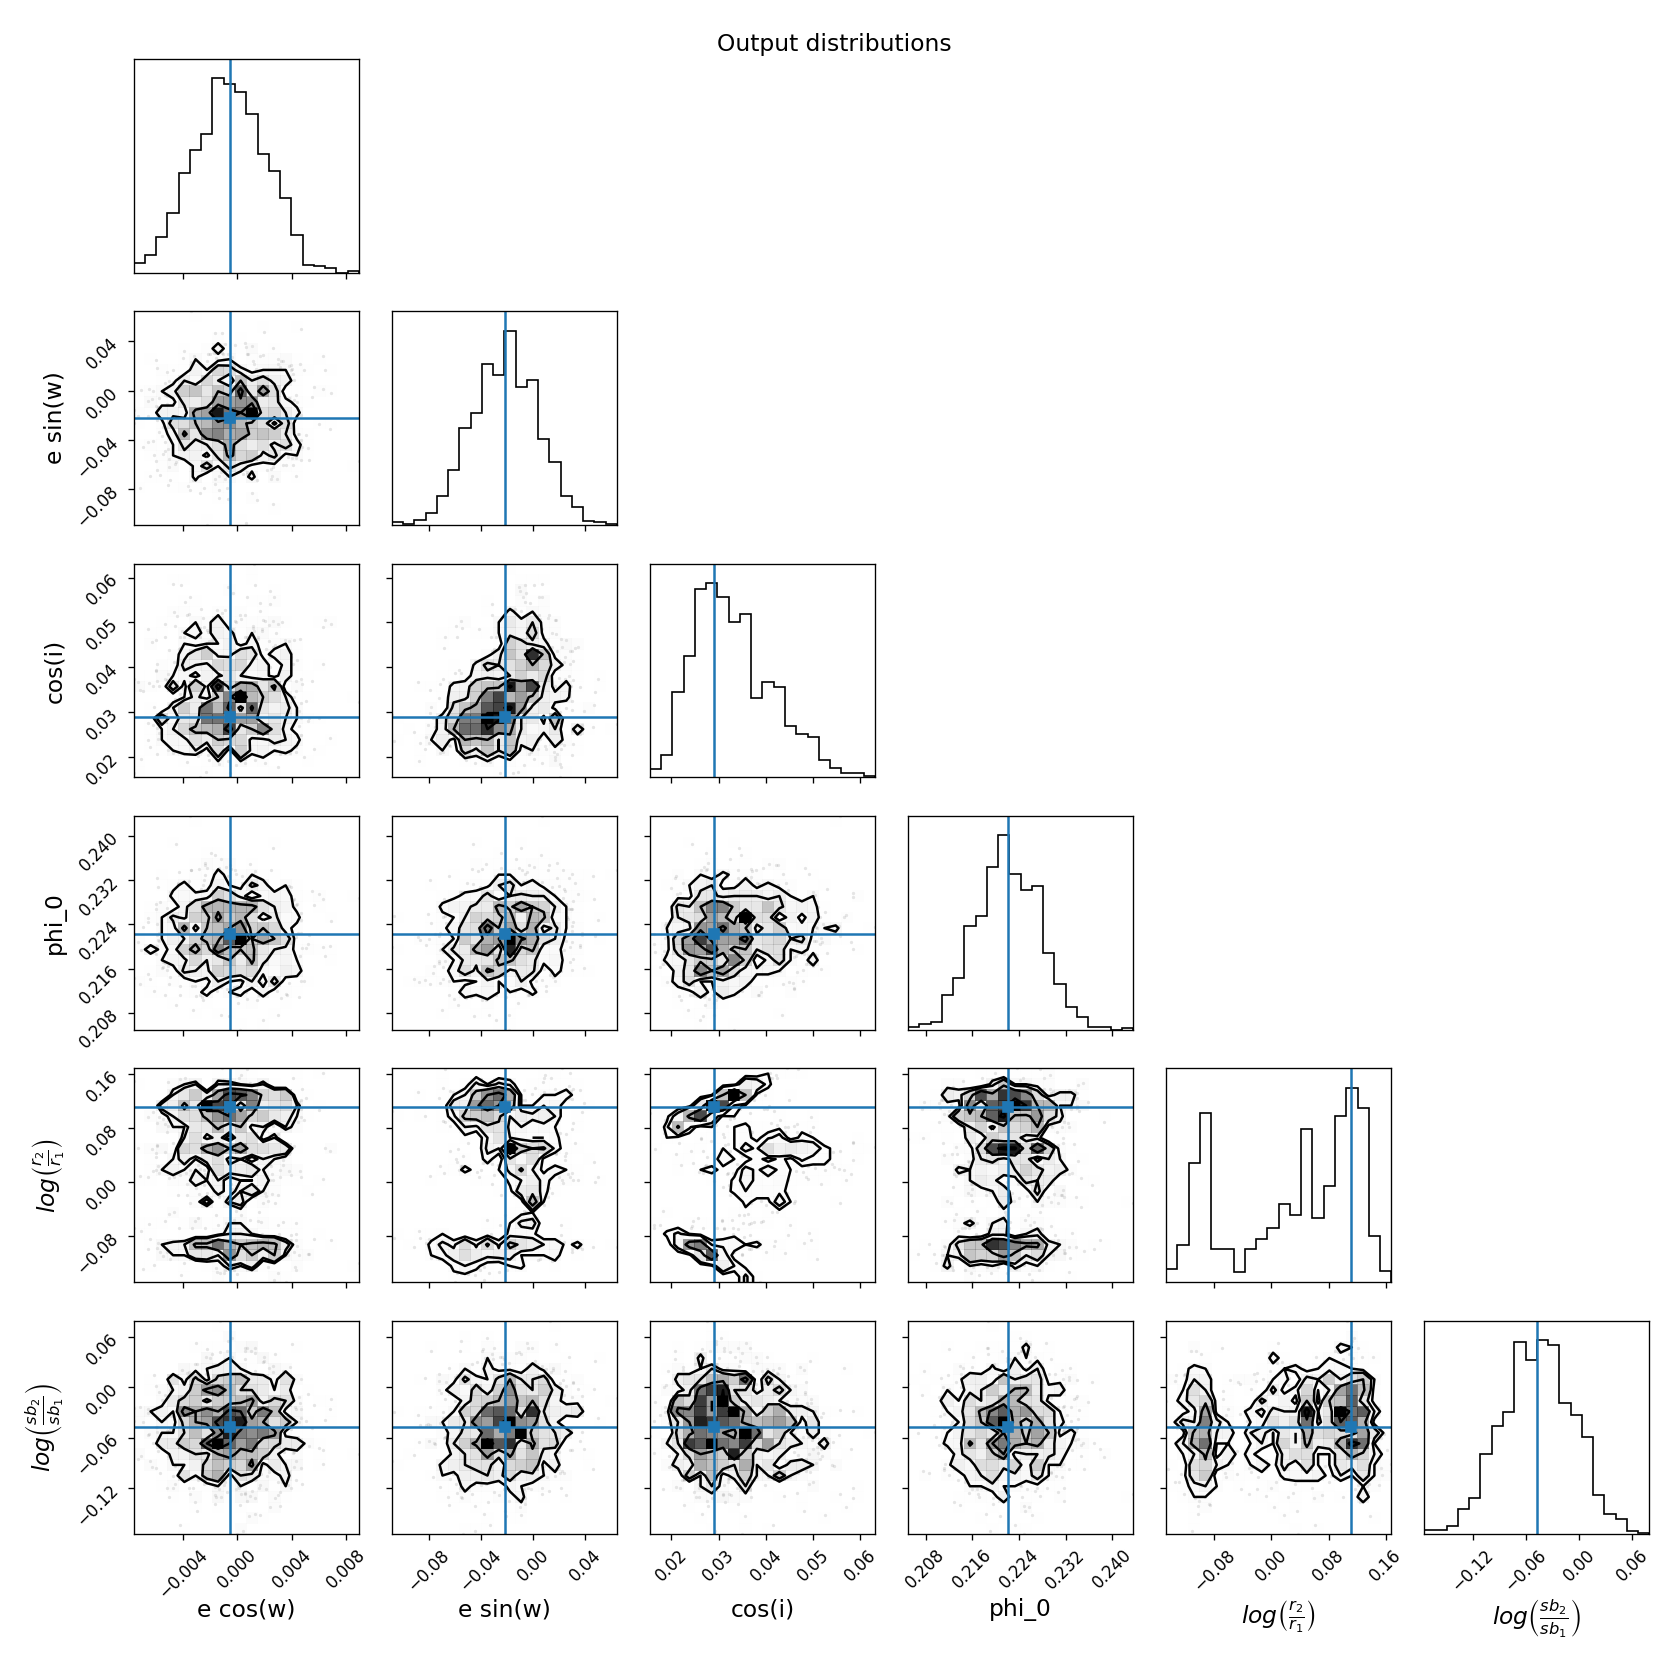 Output distributions
e sin(w)
0.04
0.00
−0.04
−0.08
cos(i)
0.06
0.05
0.04
0.03
0.02
phi_0
0.240
0.232
0.224
0.216
0.208
log(r₂/r₁)
0.16
0.08
0.00
−0.08
log(sb₂/sb₁)
0.06
0.00
−0.06
−0.12
−0.004 0.000 0.004 0.008 −0.08 −0.04 0.00 0.04 0.02 0.03 0.04 0.05 0.06 0.208 0.216 0.224 0.232 0.240 −0.08 0.00 0.08 0.16 −0.12 −0.06 0.00 0.06
e cos(w) e sin(w) cos(i) phi_0 log(r₂/r₁) log(sb₂/sb₁)